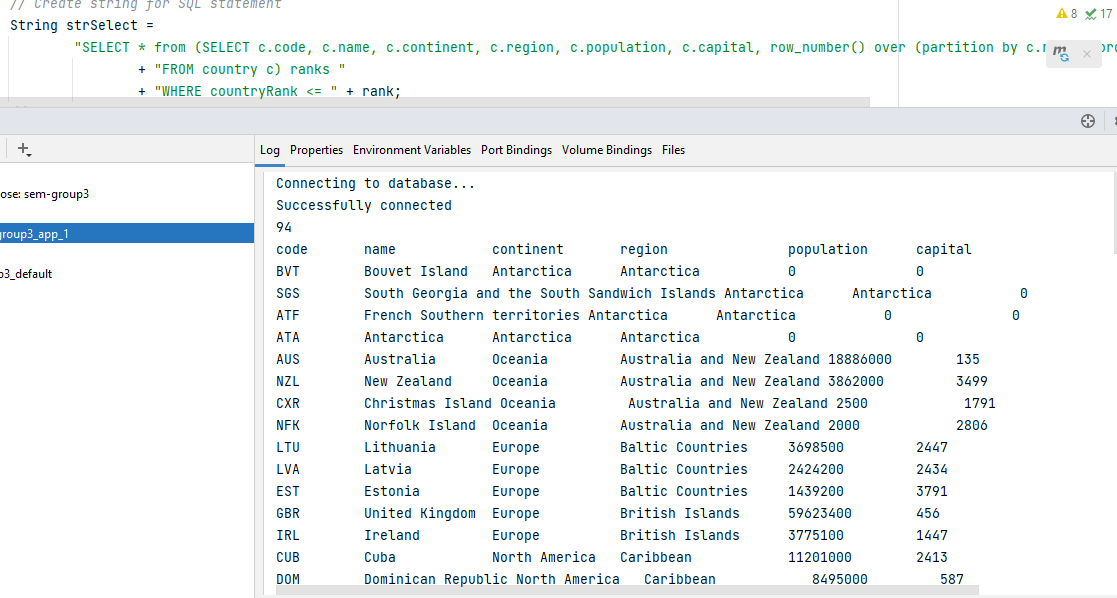 // Create string for SQL statement
String strSelect =
"SELECT * from (SELECT c.code, c.name, c.continent, c.region, c.population, c.capital, row_number() over (partition by
+ "FROM country c) ranks "
+ "WHERE countryRank <= " + rank;
8 17
Log Properties Environment Variables Port Bindings Volume Bindings Files
ose: sem-group3
group3_app_1
p3_default
Connecting to database...
Successfully connected
94
code name continent region population capital
BVT Bouvet Island Antarctica Antarctica 0 0
SGS South Georgia and the South Sandwich Islands Antarctica Antarctica 0
ATF French Southern territories Antarctica Antarctica 0 0
ATA Antarctica Antarctica Antarctica 0 0
AUS Australia Oceania Australia and New Zealand 18886000 135
NZL New Zealand Oceania Australia and New Zealand 3862000 3499
CXR Christmas Island Oceania Australia and New Zealand 2500 1791
NFK Norfolk Island Oceania Australia and New Zealand 2000 2806
LTU Lithuania Europe Baltic Countries 3698500 2447
LVA Latvia Europe Baltic Countries 2424200 2434
EST Estonia Europe Baltic Countries 1439200 3791
GBR United Kingdom Europe British Islands 59623400 456
IRL Ireland Europe British Islands 3775100 1447
CUB Cuba North America Caribbean 11201000 2413
DOM Dominican Republic North America Caribbean 8495000 587